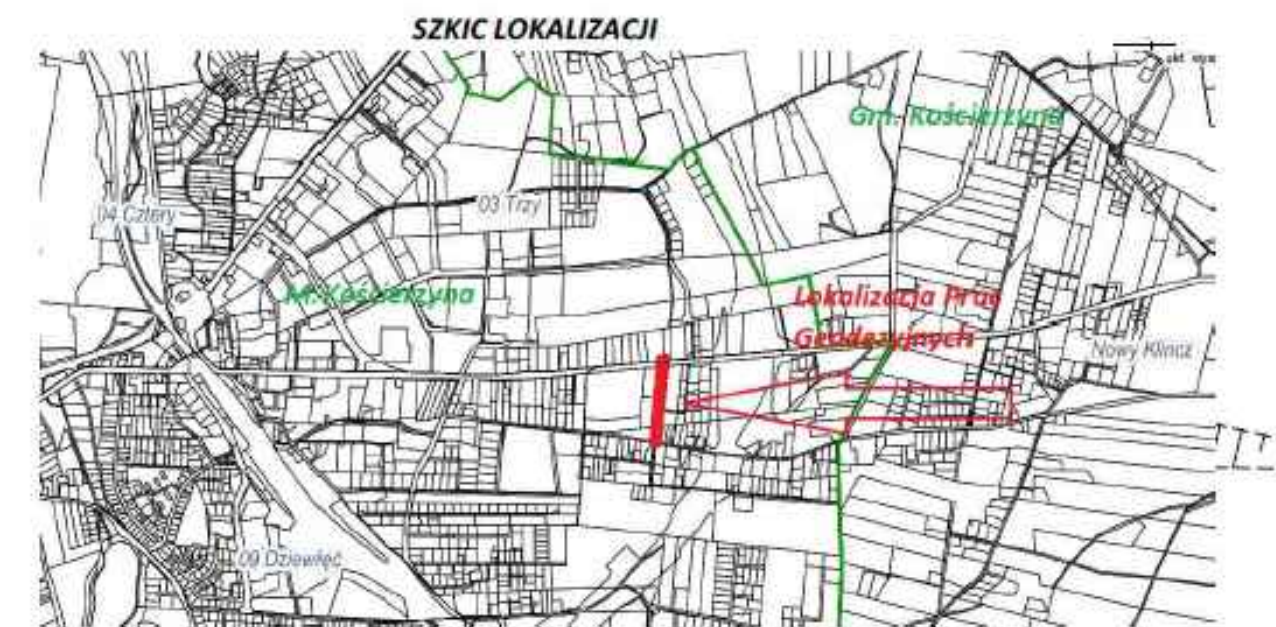 SZKIC LOKALIZACJI
Gm. Kościerzyna
04 Cztery
03 Trzy
M. Kościerzyna
Lokalizacja Prac
Geodezyjnych
Nowy Klincz
09 Dziewięć